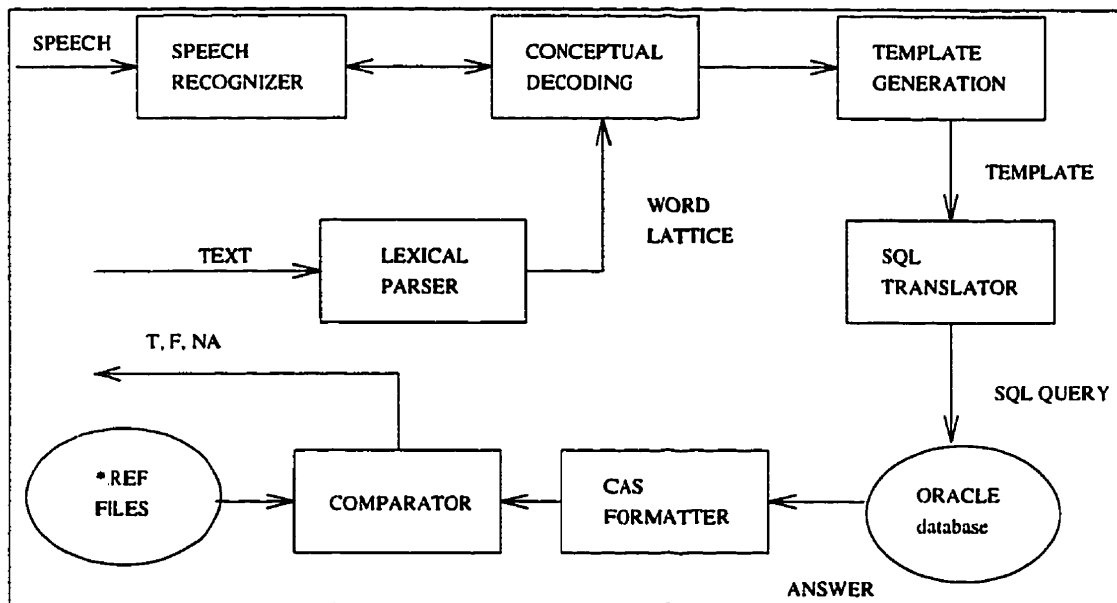 SPEECH
SPEECH
RECOGNIZER
CONCEPTUAL
DECODING
TEMPLATE
GENERATION
TEMPLATE
WORD
LATTICE
TEXT
LEXICAL
PARSER
SQL
TRANSLATOR
T, F, NA
SQL QUERY
*.REF
FILES
COMPARATOR
CAS
FORMATTER
ORACLE
database
ANSWER